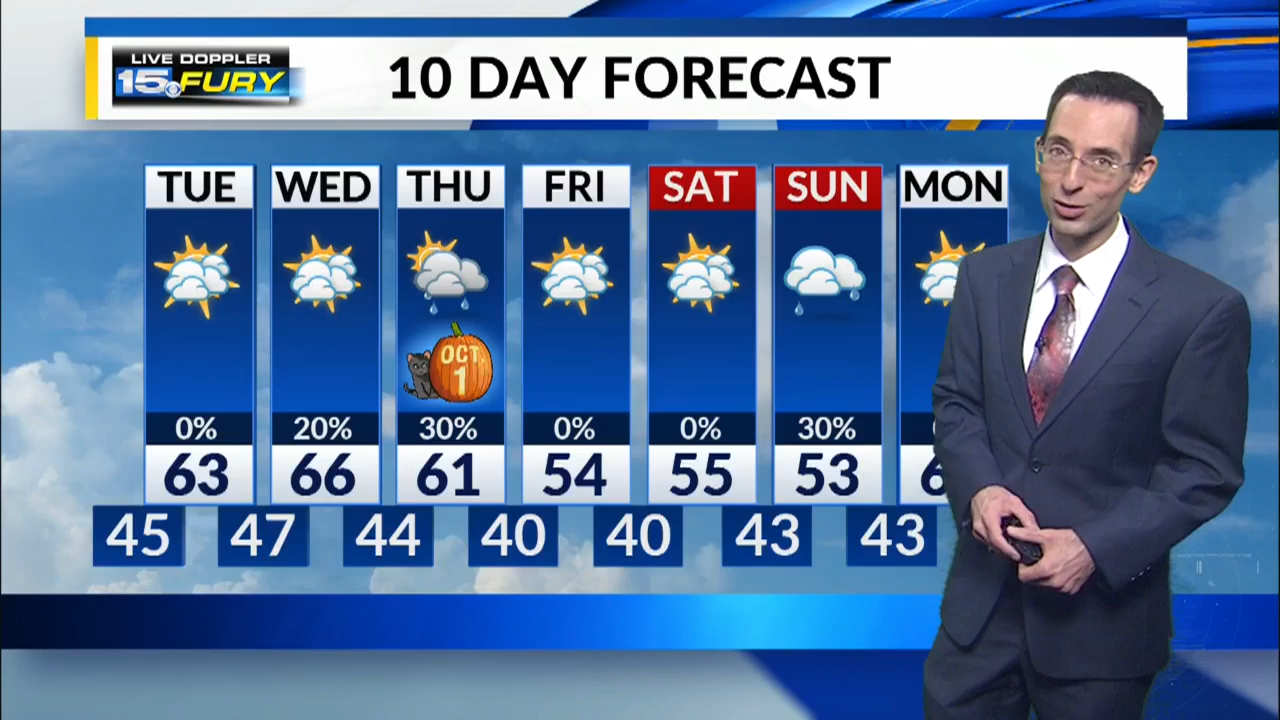 LIVE DOPPLER
15 FURY
10 DAY FORECAST
TUE WED THU FRI SAT SUN MON
OCT.
1
0% 20% 30% 0% 0% 30%
63 66 61 54 55 53
45 47 44 40 40 43 43